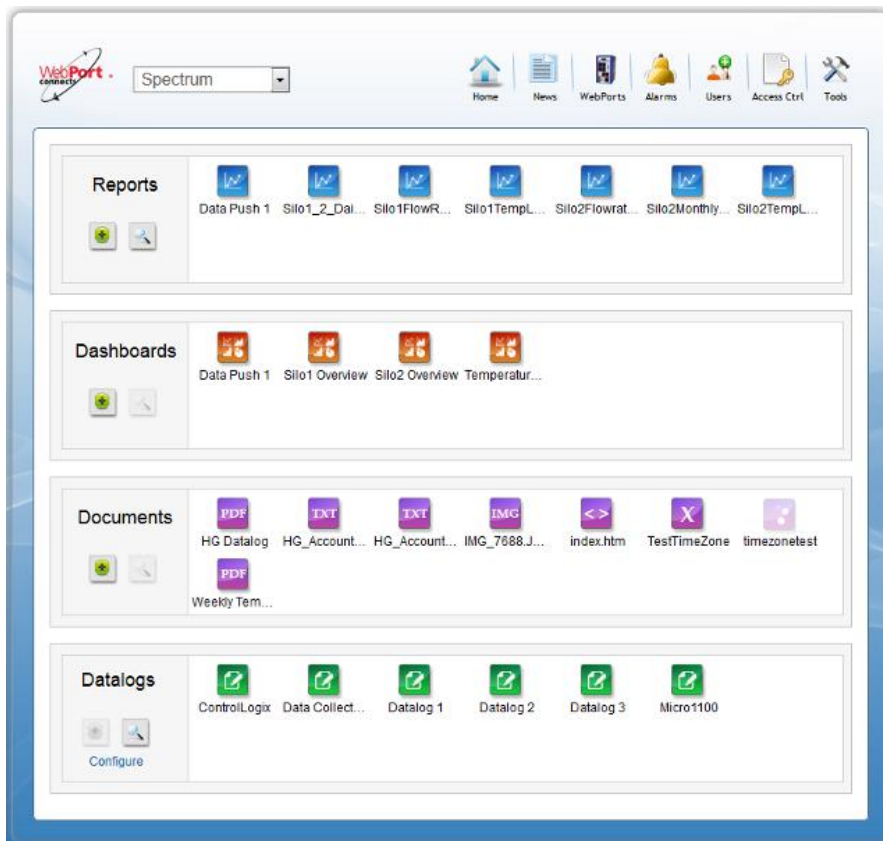 WebPort.
connects
Spectrum
Home News WebPorts Alarms Users Access Ctrl Tools
Reports
Data Push 1 Silo1_2_Dai... Silo1FlowR... Silo1TempL... Silo2Flowrat... Silo2Monthly... Silo2TempL...
Dashboards
Data Push 1 Silo1 Overview Silo2 Overview Temperatur...
Documents
PDF TXT TXT IMG < > X
HG Datalog HG_Account... HG_Account... IMG_7688.J... index.htm TestTimeZone timezonetest
PDF
Weekly Tem...
Datalogs
ControlLogix Data Collect... Datalog 1 Datalog 2 Datalog 3 Micro1100
Configure